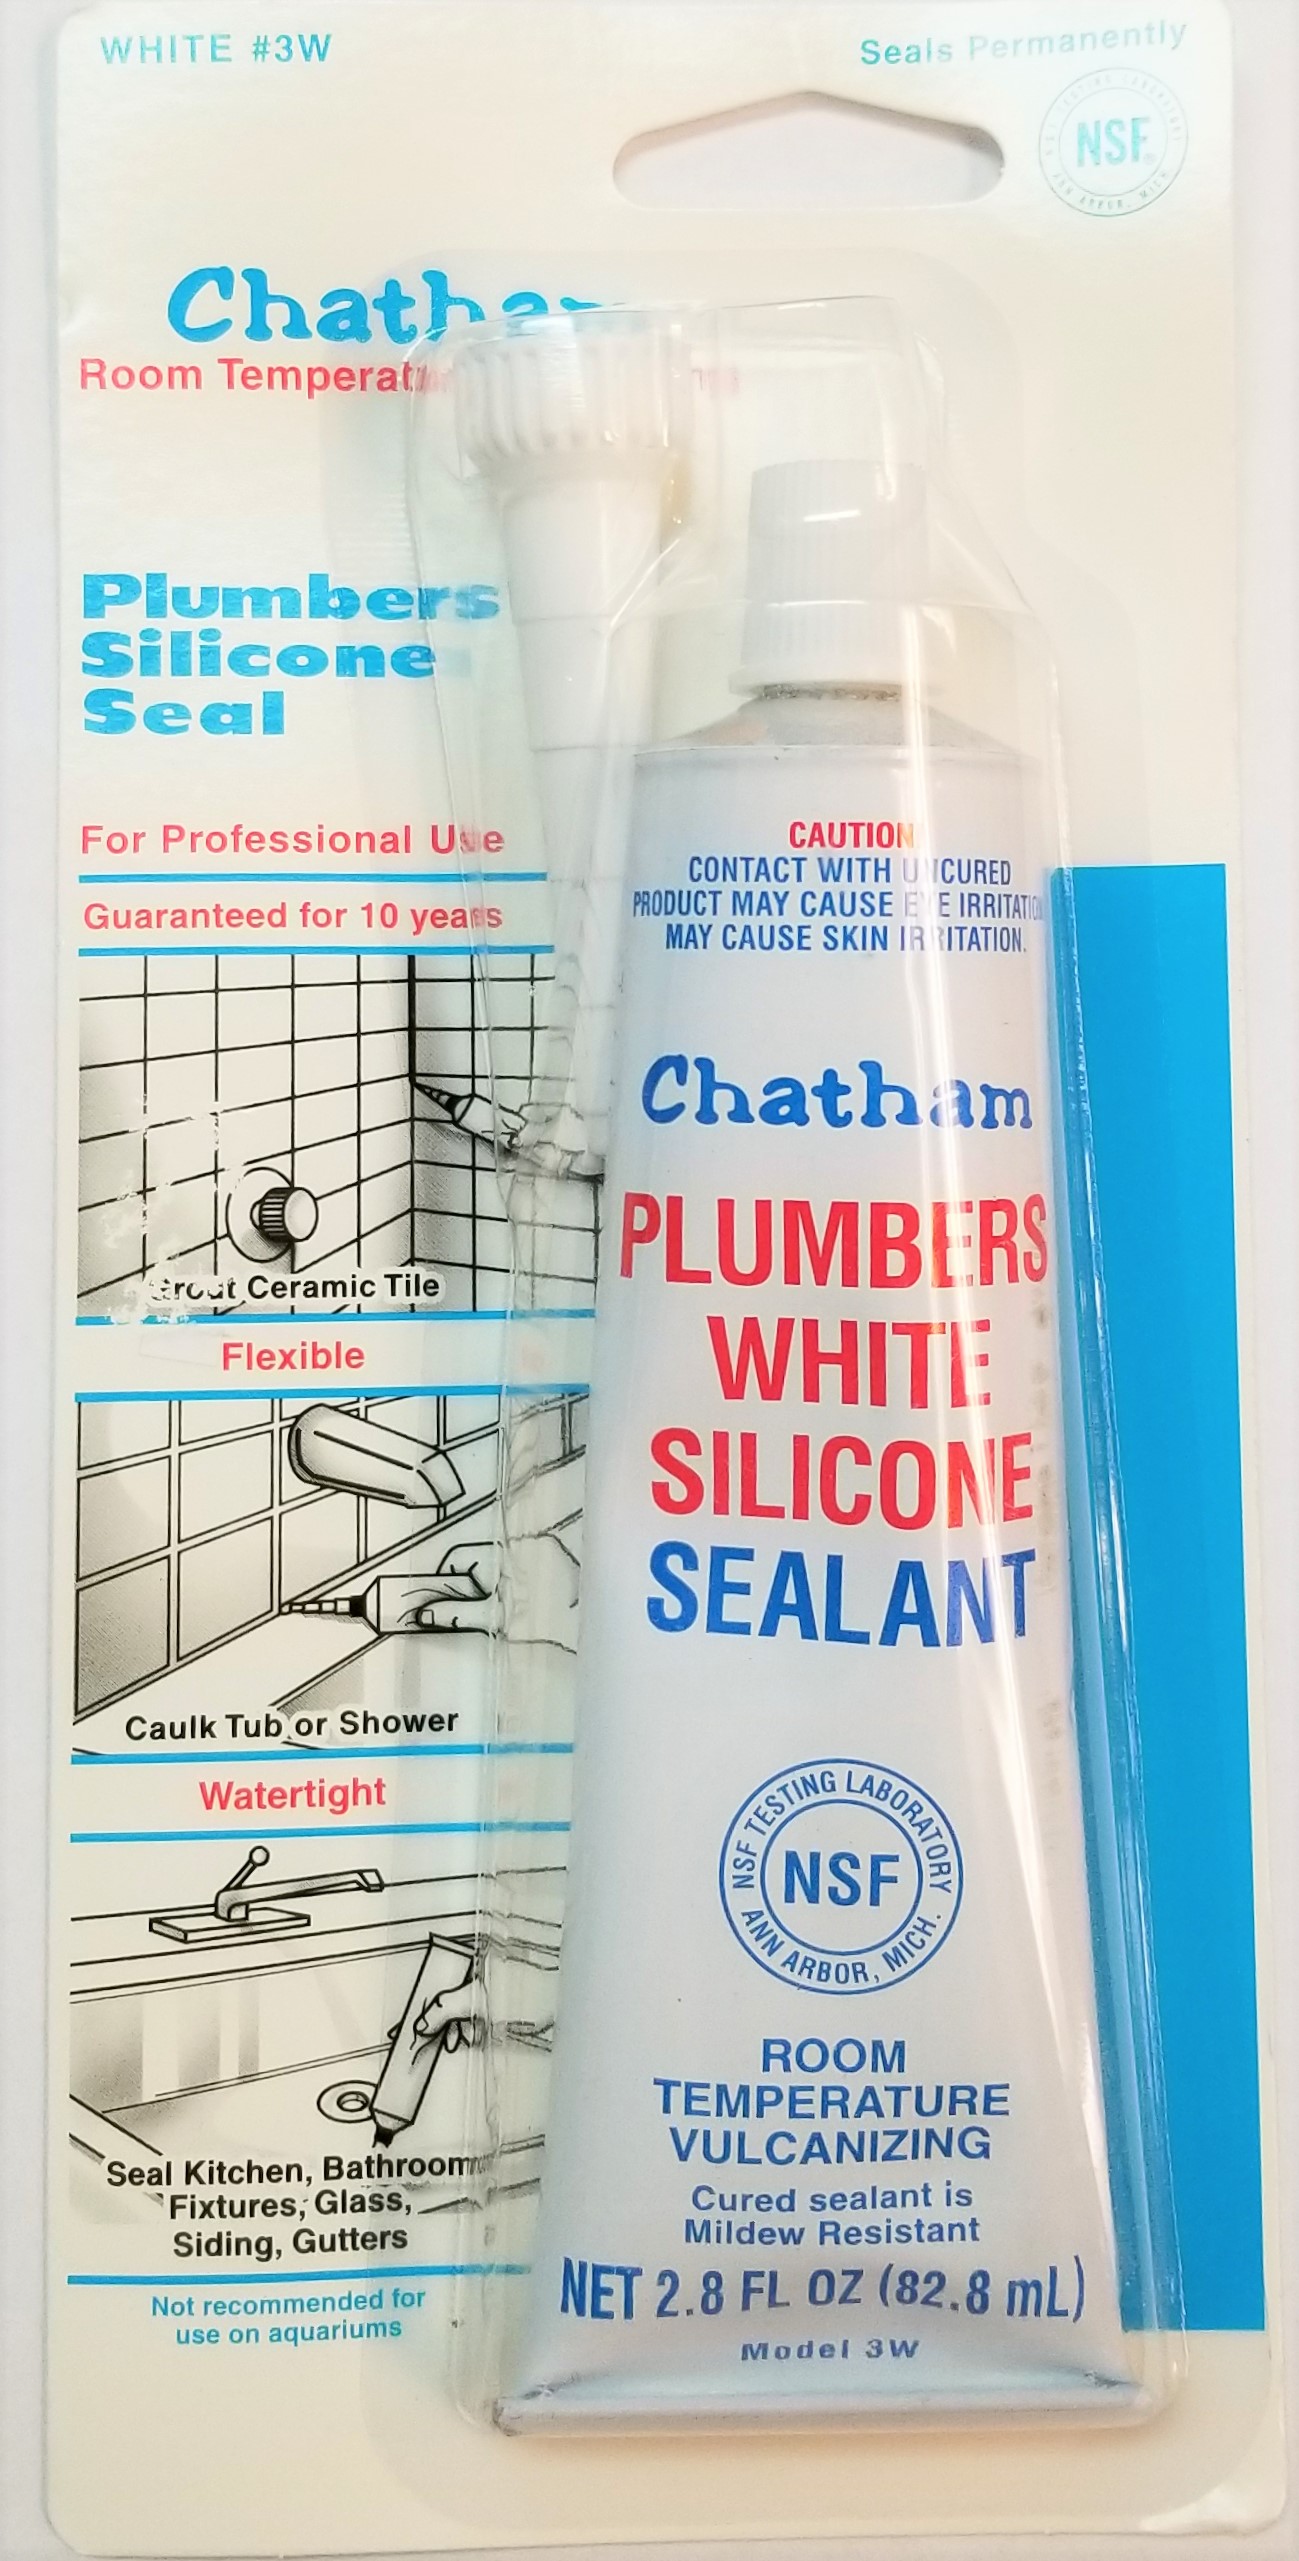 WHITE #3W
Seals Permanently
NSF®
Chatham
Room
Plumbers
Silicone
Seal
For Professional Use
Guaranteed for 10 years
Grout Ceramic Tile
Flexible
Caulk Tub or Shower
Watertight
Seal Kitchen, Bathroom
Fixtures, Glass,
Siding, Gutters
Not recommended for
use on aquariums
CAUTION
CONTACT WITH UNCURED
PRODUCT MAY CAUSE EYE IRRITATION
MAY CAUSE SKIN IRRITATION.
Chatham
PLUMBERS
WHITE
SILICONE
SEALANT
NSF TESTING LABORATORY
NSF
ANN ARBOR, MICH.
ROOM
TEMPERATURE
VULCANIZING
Cured sealant is
Mildew Resistant
NET 2.8 FL OZ (82.8 mL)
Model 3W